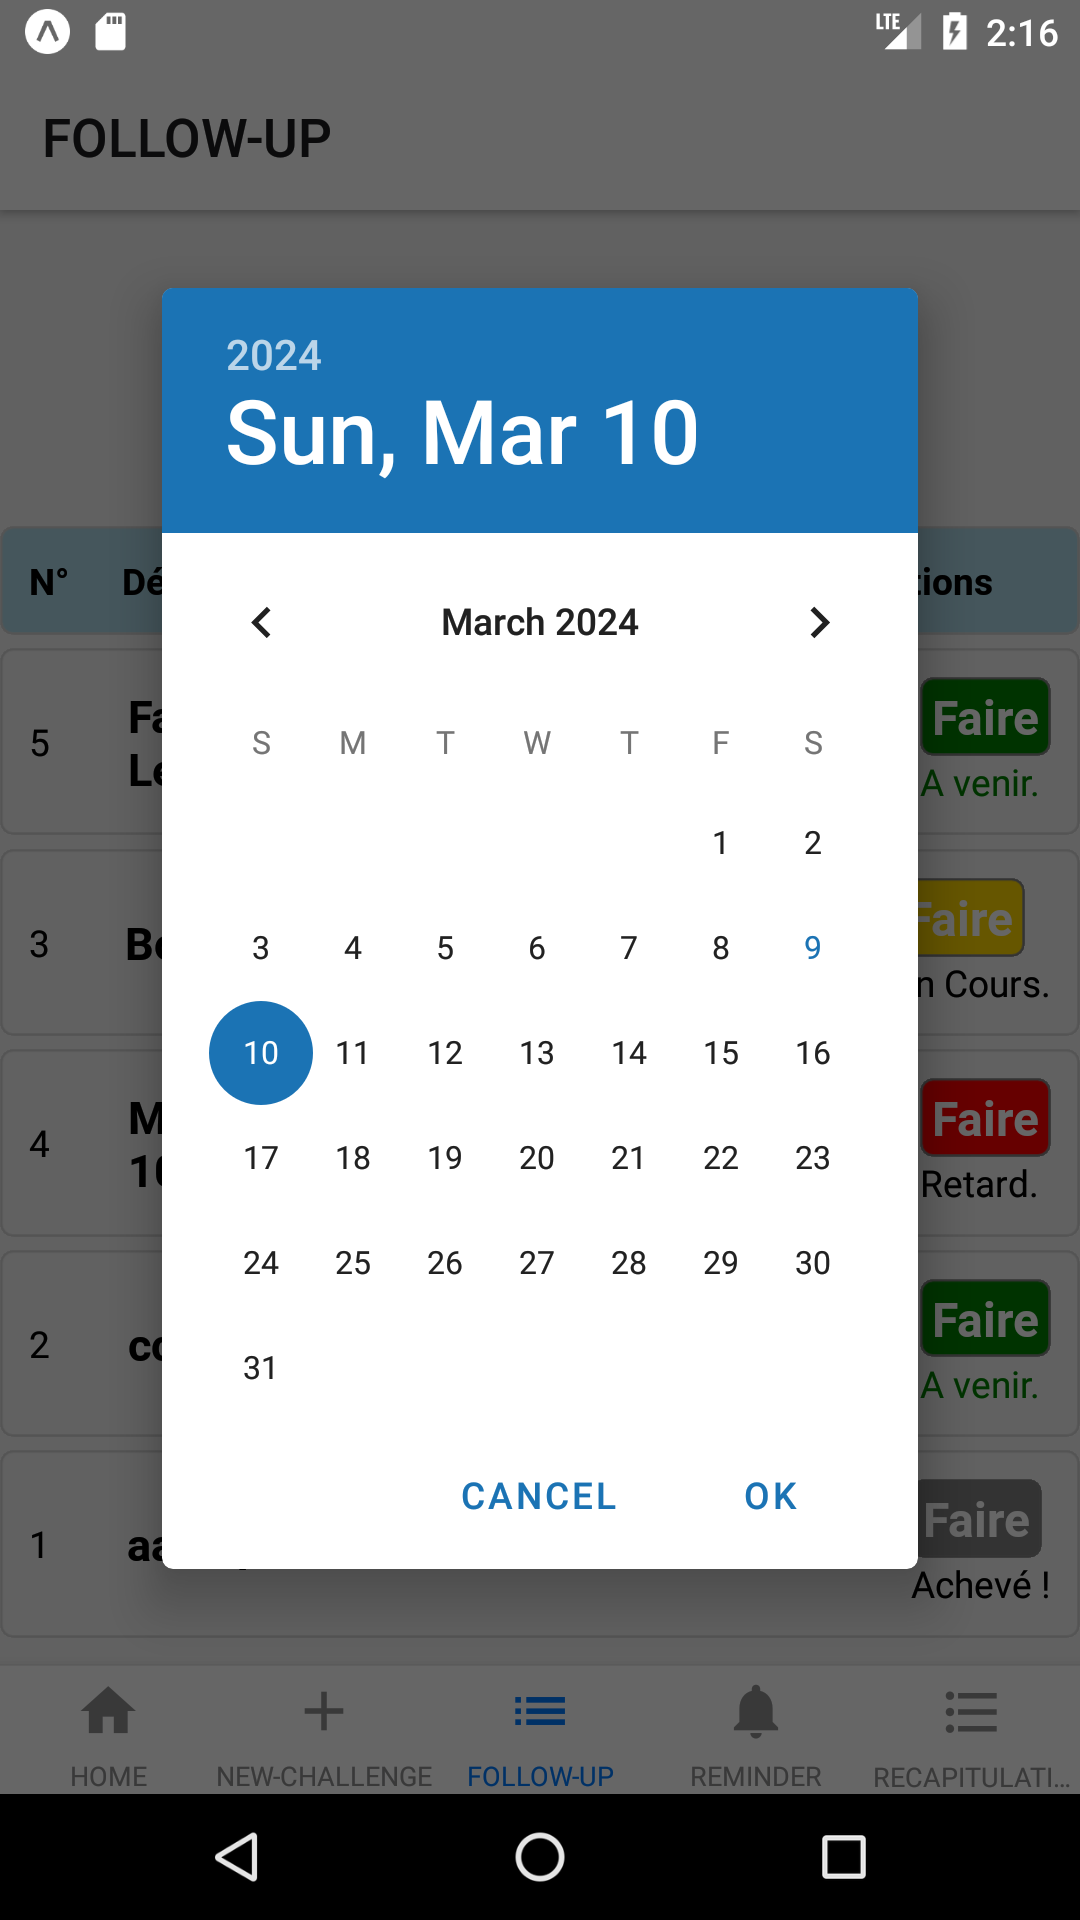 LTE 2:16
FOLLOW-UP
2024
Sun, Mar 10
N° Dé tions
March 2024
S M T W T F S
1 2
3 4 5 6 7 8 9
10 11 12 13 14 15 16
17 18 19 20 21 22 23
24 25 26 27 28 29 30
31
CANCEL OK
5 Fa Faire
Le A venir.
3 Be Faire
n Cours.
4 M Faire
10 Retard.
2 co Faire
A venir.
1 aa Faire
Achevé !
HOME NEW-CHALLENGE FOLLOW-UP REMINDER RECAPITULATI...